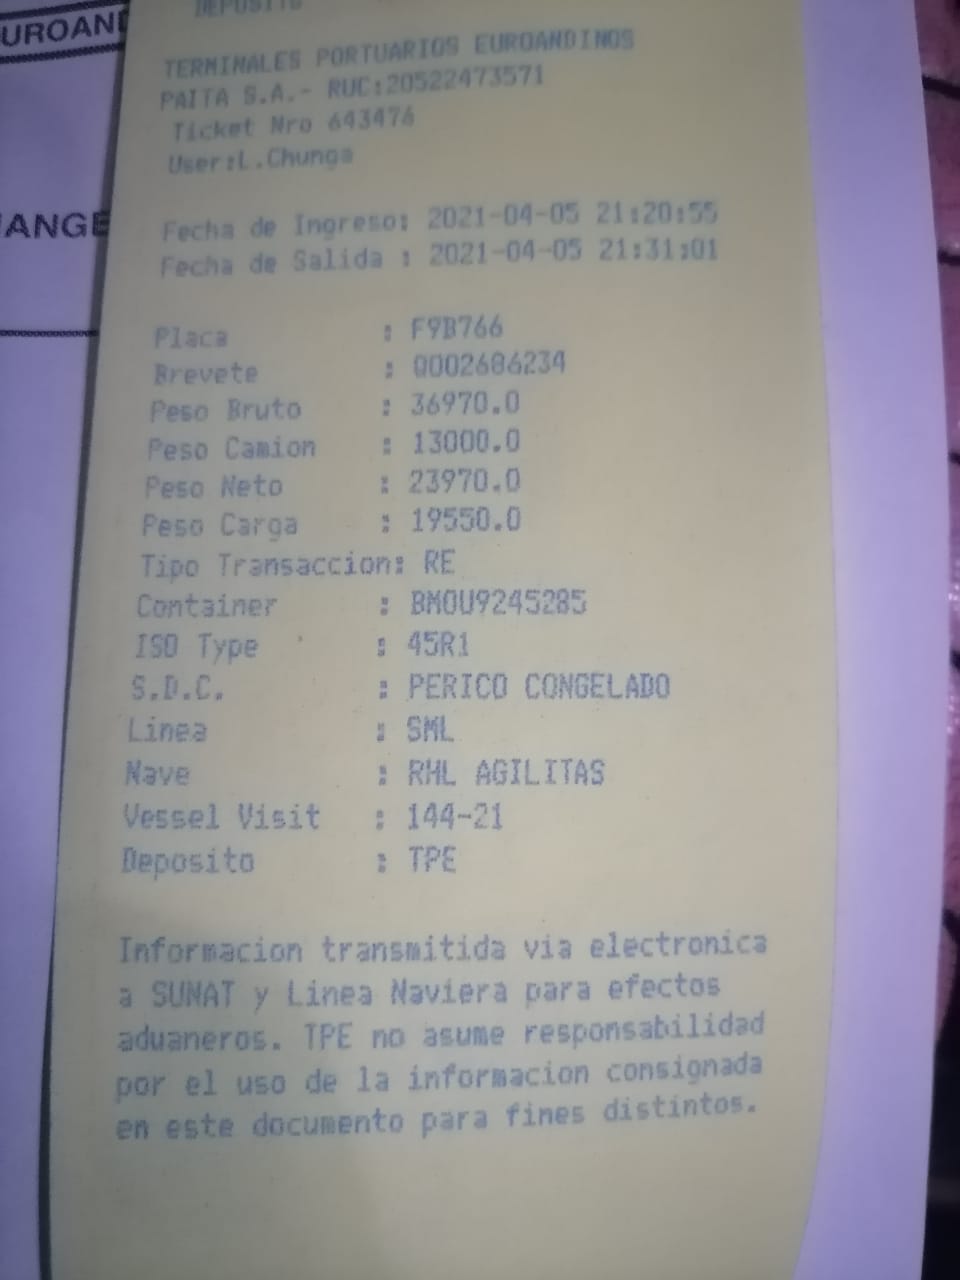 DEPOSITO
TERMINALES PORTUARIOS EUROANDINOS
PAITA S.A.- RUC:20522473571
Ticket Nro 643476
User:L.Chunga
Fecha de Ingreso: 2021-04-05 21:20:55
Fecha de Salida : 2021-04-05 21:31:01
Placa : F9B766
Brevete : Q002686234
Peso Bruto : 36970.0
Peso Camion : 13000.0
Peso Neto : 23970.0
Peso Carga : 19550.0
Tipo Transaccion: RE
Container : BMOU9245285
ISO Type : 45R1
S.D.C. : PERICO CONGELADO
Linea : SML
Nave : RHL AGILITAS
Vessel Visit : 144-21
Deposito : TPE
Informacion transmitida via electronica
a SUNAT y Linea Naviera para efectos
aduaneros. TPE no asume responsabilidad
por el uso de la informacion consignada
en este documento para fines distintos.
UROAN
ANGE